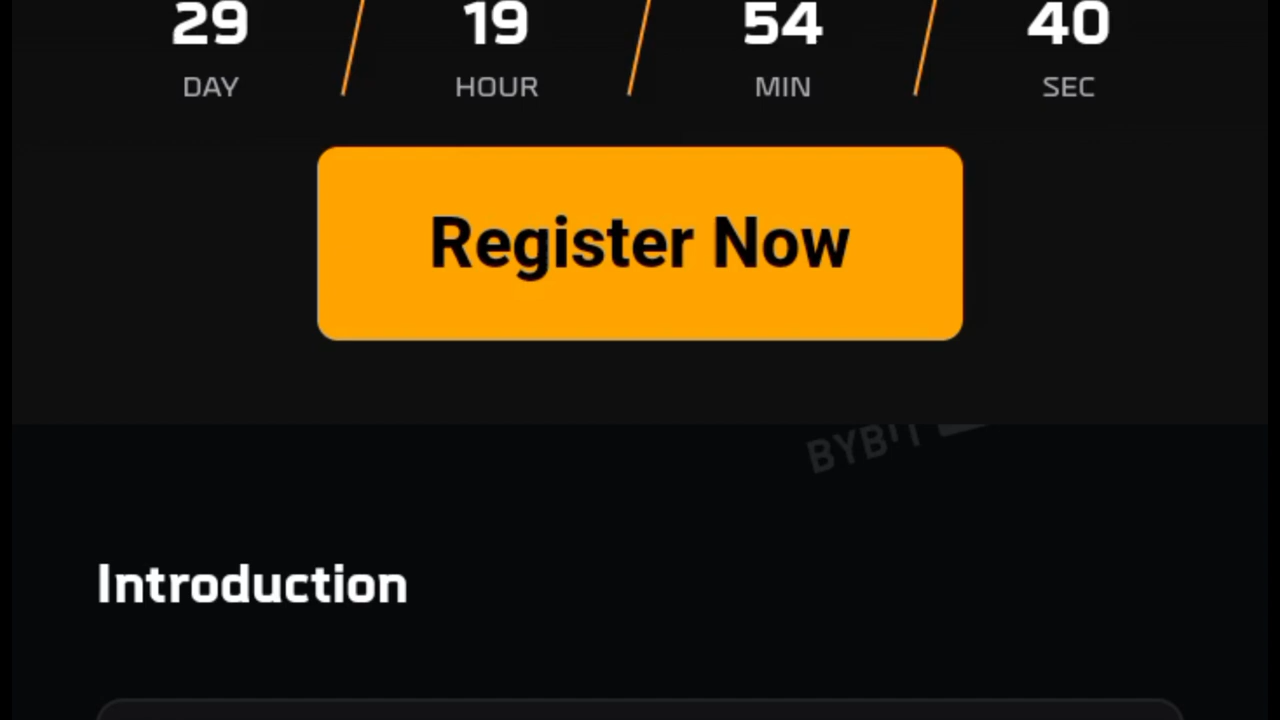 29 19 54 40
DAY HOUR MIN SEC
Register Now
BYBIT
Introduction